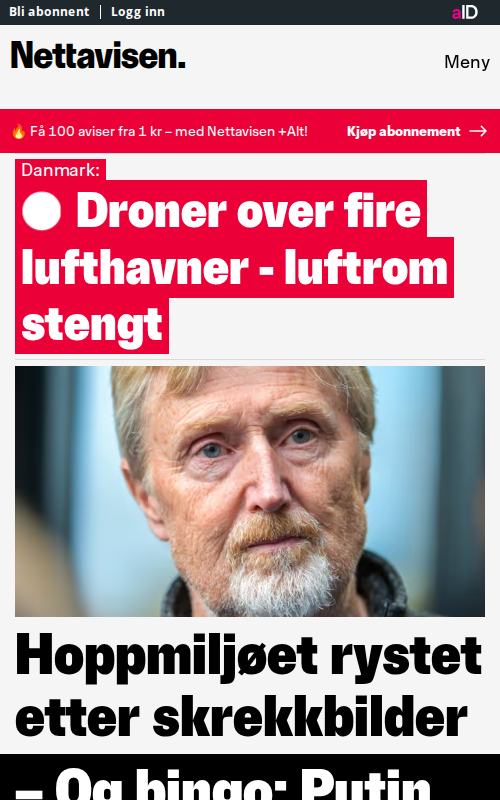 Bli abonnent | Logg inn
aID
Nettavisen.
Meny
🔥 Få 100 aviser fra 1 kr – med Nettavisen +Alt!
Kjøp abonnement →
Danmark:
Droner over fire
lufthavner - luftrom
stengt
Hoppmiljøet rystet
etter skrekkbilder
– Og bingo: Putin